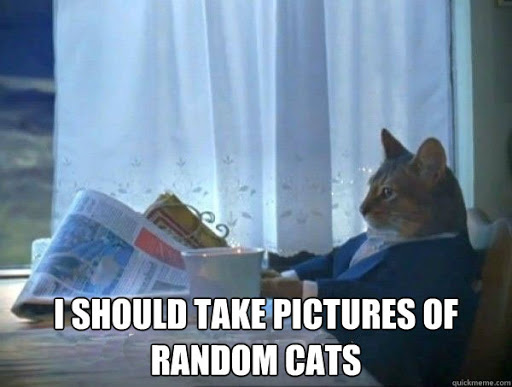 I SHOULD TAKE PICTURES OF
RANDOM CATS
quickmeme.com